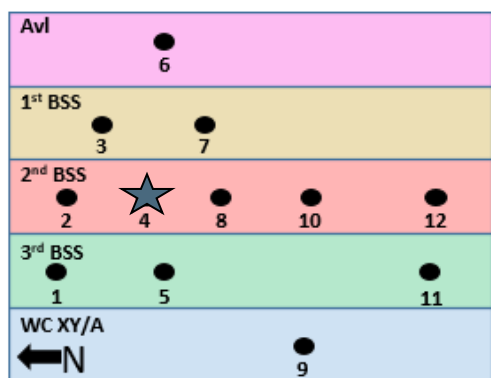 Avl
6
1st BSS
3 7
2nd BSS
2 4 8 10 12
3rd BSS
1 5 11
WC XY/A
N
9